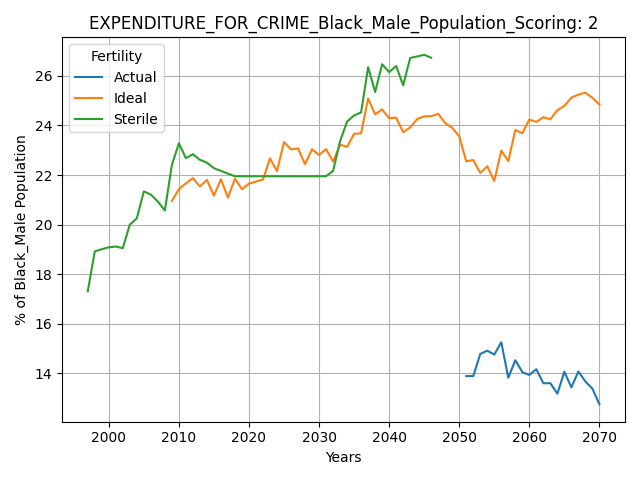 EXPENDITURE_FOR_CRIME_Black_Male_Population_Scoring: 2
Fertility
Actual
Ideal
Sterile
% of Black_Male Population
26
24
22
20
18
16
14
2000 2010 2020 2030 2040 2050 2060 2070
Years